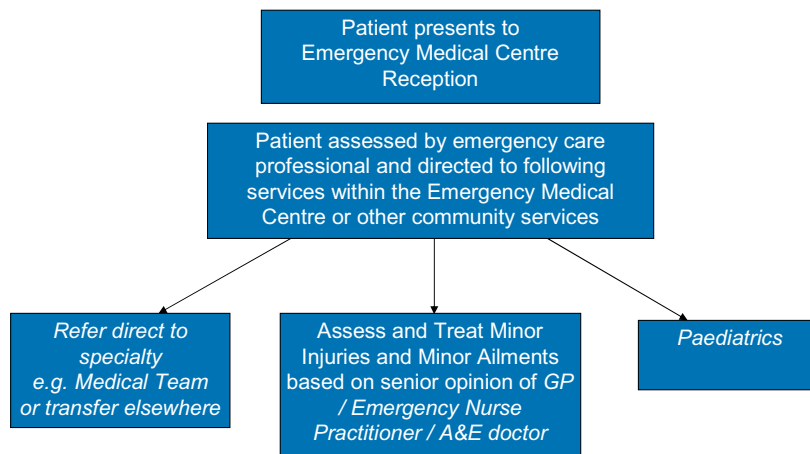 Patient presents to
Emergency Medical Centre
Reception
Patient assessed by emergency care
professional and directed to following
services within the Emergency Medical
Centre or other community services
Refer direct to
specialty
e.g. Medical Team
or transfer elsewhere
Assess and Treat Minor
Injuries and Minor Ailments
based on senior opinion of GP
/ Emergency Nurse
Practitioner / A&E doctor
Paediatrics